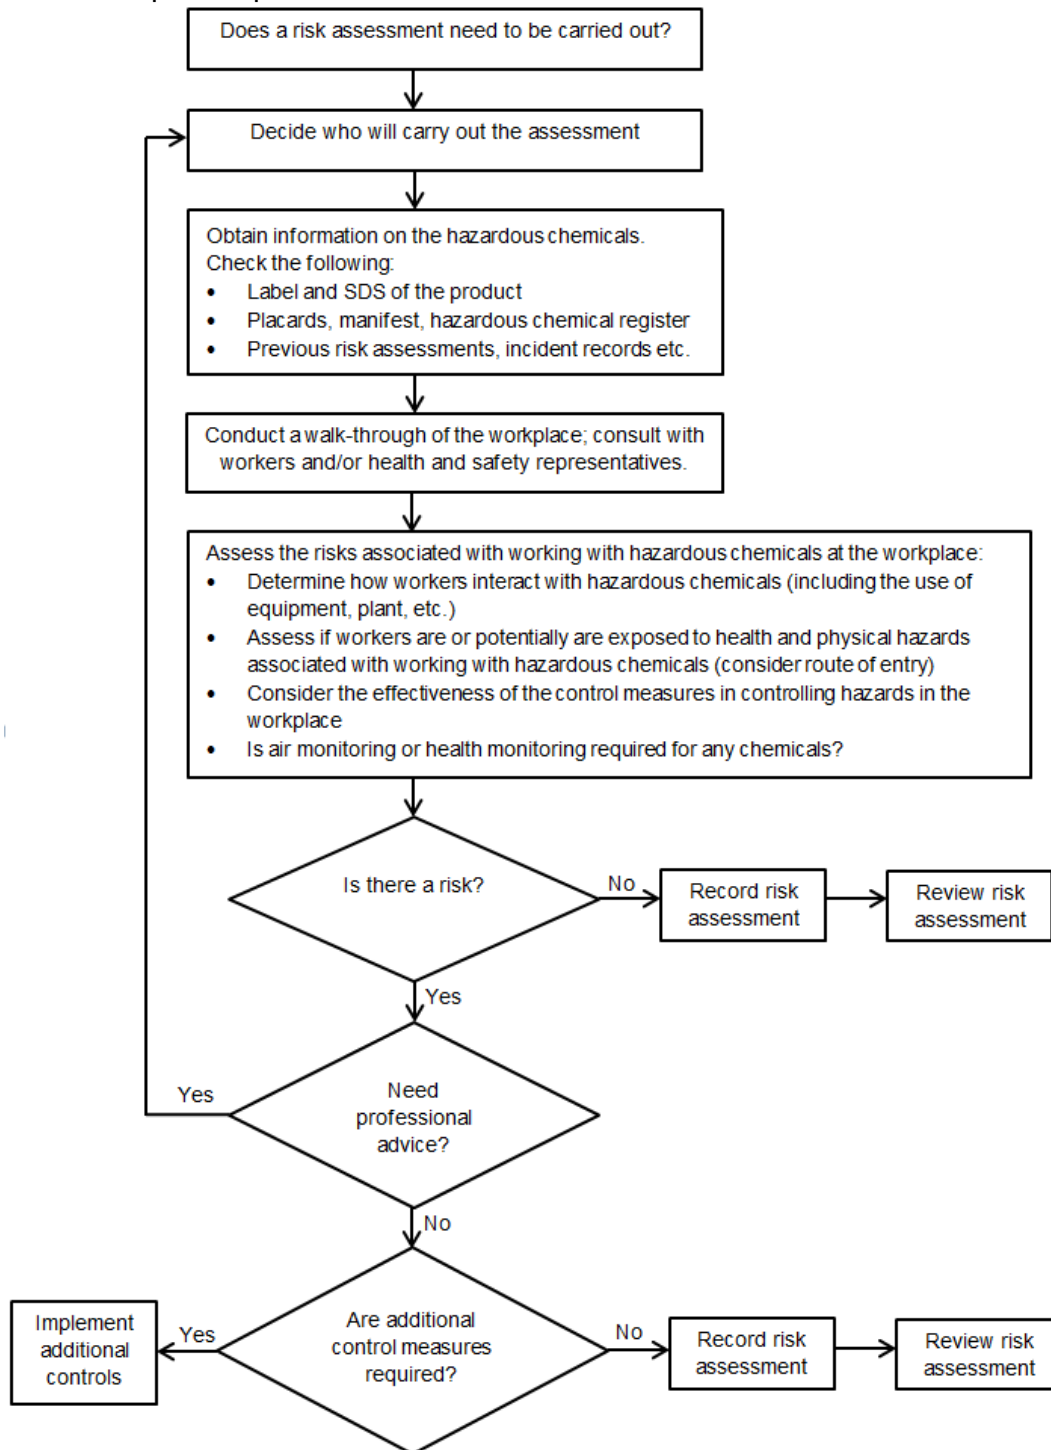 Does a risk assessment need to be carried out?
Decide who will carry out the assessment
Obtain information on the hazardous chemicals.
Check the following:
• Label and SDS of the product
• Placards, manifest, hazardous chemical register
• Previous risk assessments, incident records etc.
Conduct a walk-through of the workplace; consult with
workers and/or health and safety representatives.
Assess the risks associated with working with hazardous chemicals at the workplace:
• Determine how workers interact with hazardous chemicals (including the use of
equipment, plant, etc.)
• Assess if workers are or potentially are exposed to health and physical hazards
associated with working with hazardous chemicals (consider route of entry)
• Consider the effectiveness of the control measures in controlling hazards in the
workplace
• Is air monitoring or health monitoring required for any chemicals?
Is there a risk?
No
Record risk
assessment
Review risk
assessment
Yes
Need
professional
advice?
Yes
No
Are additional
control measures
required?
Yes
Implement
additional
controls
No
Record risk
assessment
Review risk
assessment